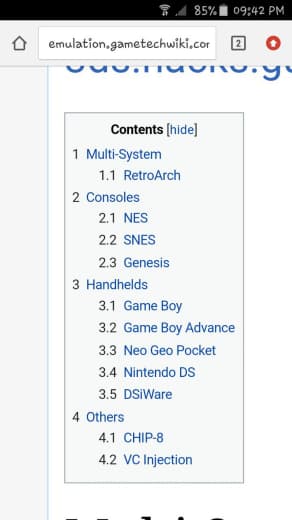 85% 09:42 PM
emulation.gametechwiki.cor 2
Contents [hide]
1 Multi-System
1.1 RetroArch
2 Consoles
2.1 NES
2.2 SNES
2.3 Genesis
3 Handhelds
3.1 Game Boy
3.2 Game Boy Advance
3.3 Neo Geo Pocket
3.4 Nintendo DS
3.5 DSiWare
4 Others
4.1 CHIP-8
4.2 VC Injection